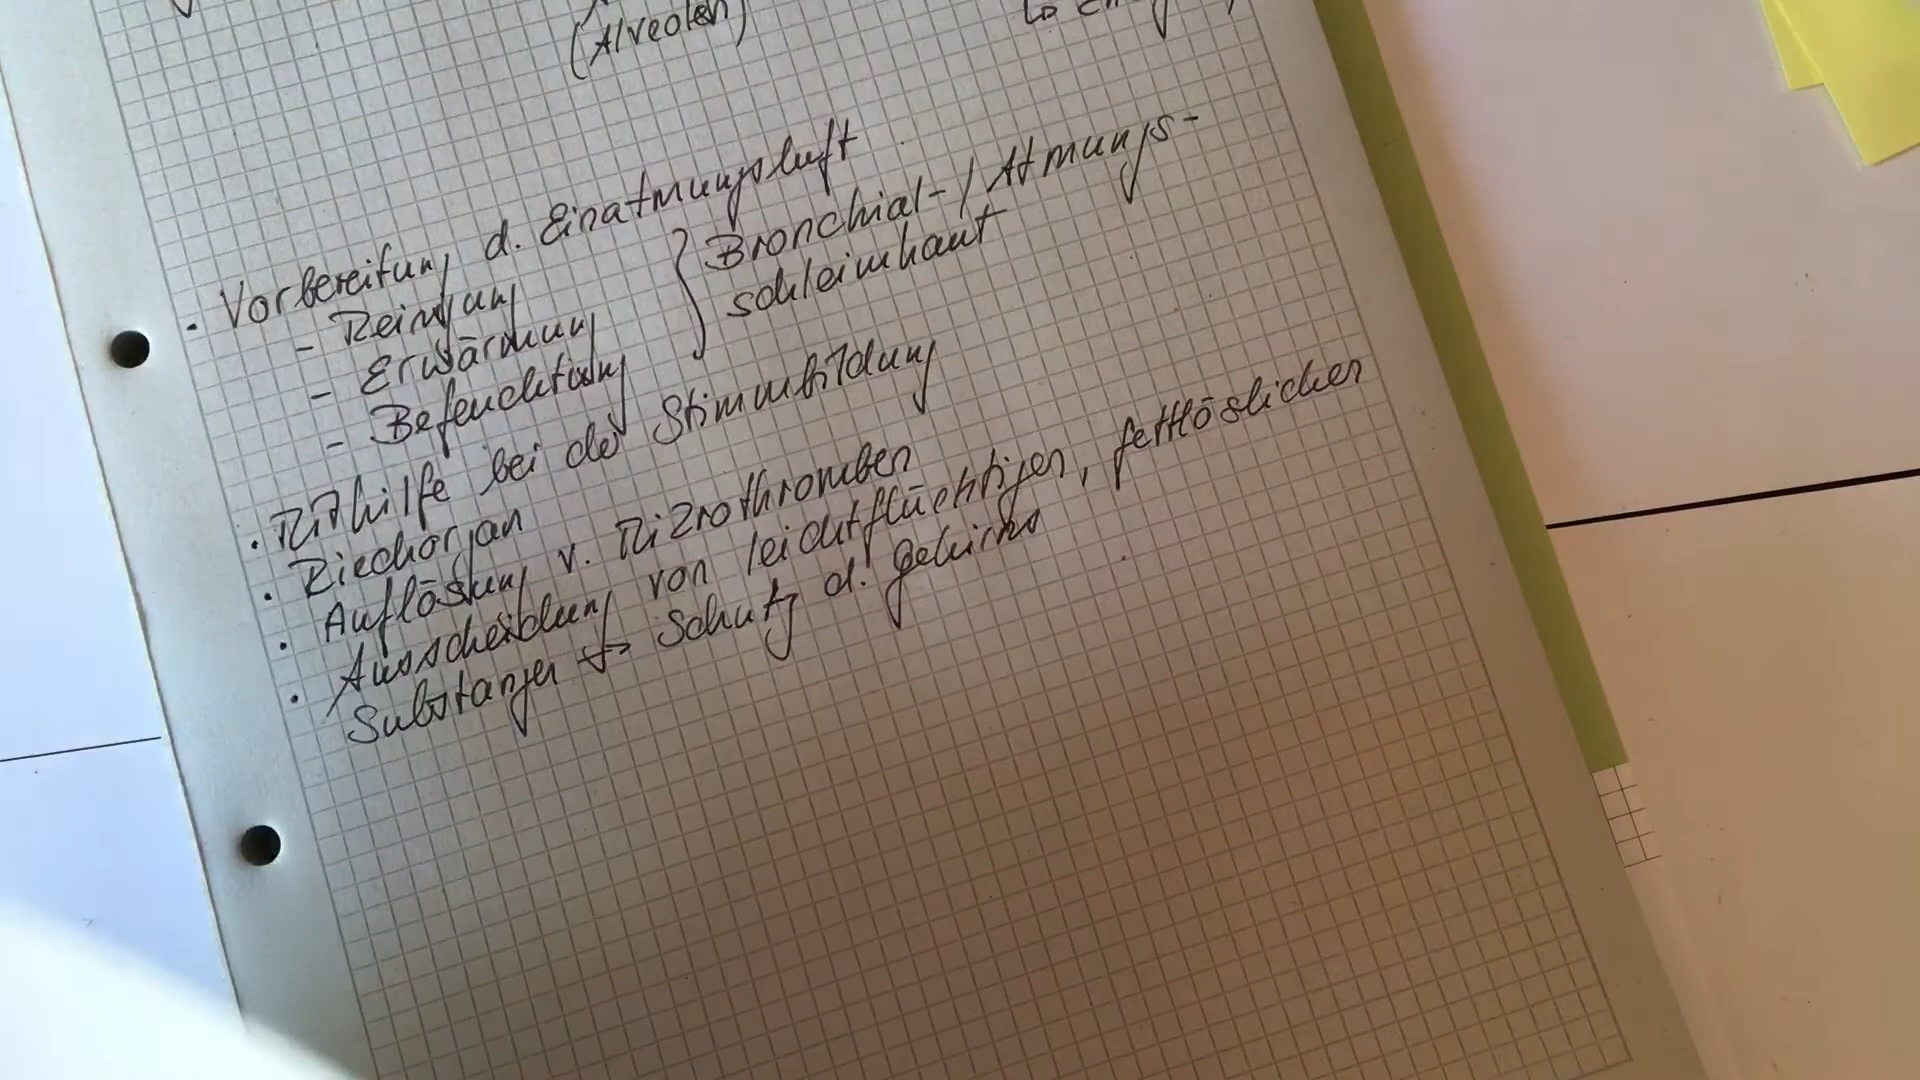 (Alveolen)
· Vorbereitung d. Einatmungsluft
- Reinigung
- Erwärmung
- Befeuchtung
} Bronchial-/Atmungs-
schleimhaut
· Mithilfe bei der Stimmbildung
· Riechorgan
· Auflösung v. Mikrothromben
· Ausscheidung von leichtflüchtigen, fettlöslichen
Substanzen → Schutz d. Gehirns